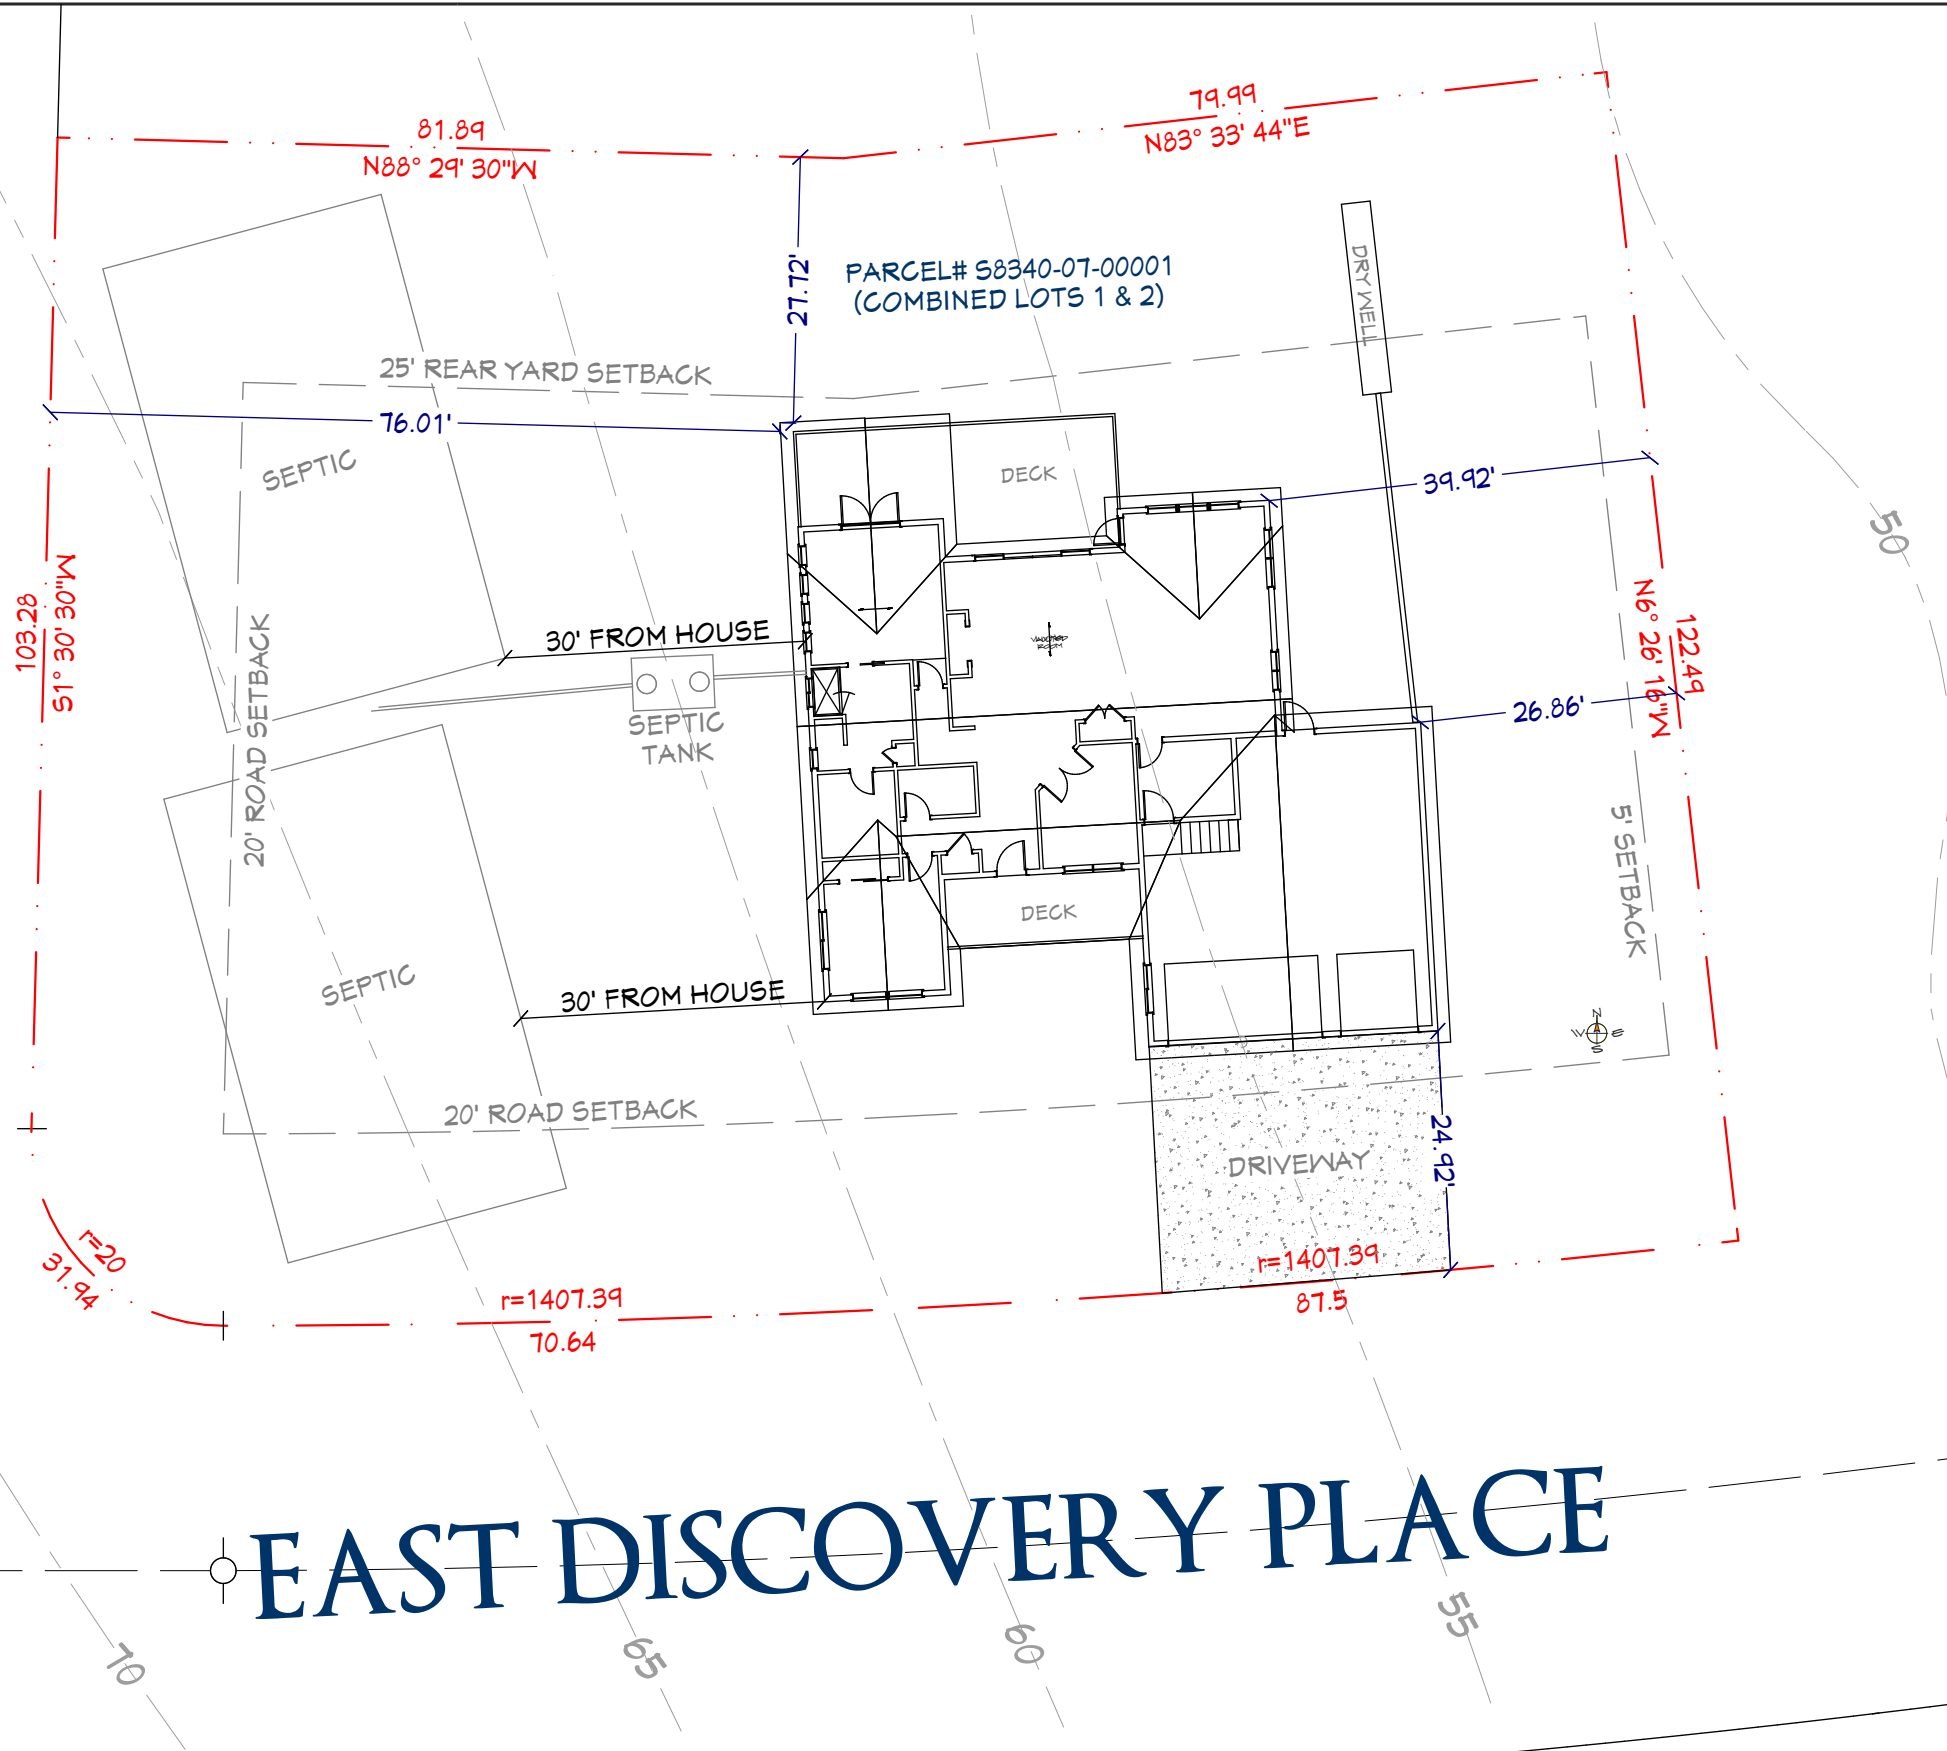 81.89
N88° 29' 30"W
79.99
N83° 33' 44"E
27.72'
PARCEL# S8340-07-00001
(COMBINED LOTS 1 & 2)
DRY WELL
25' REAR YARD SETBACK
76.01'
SEPTIC
DECK
39.92'
50
103.28
S1° 30' 30"W
20' ROAD SETBACK
30' FROM HOUSE
SEPTIC
TANK
VAULTED
ROOM
122.49
N6° 26' 16"W
26.86'
5' SETBACK
DECK
SEPTIC
30' FROM HOUSE
N
W E
S
20' ROAD SETBACK
24.92'
DRIVEWAY
r=20
31.94
r=1407.39
70.64
r=1407.39
87.5
EAST DISCOVERY PLACE
70
65
60
55